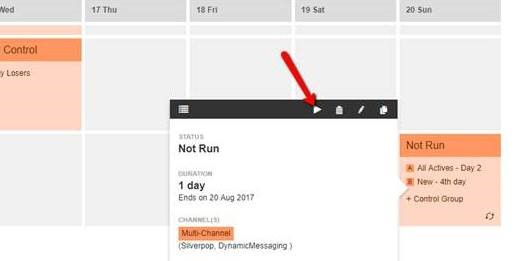 Wed
17 Thu
18 Fri
19 Sat
20 Sun
Control
y Losers
STATUS
Not Run
DURATION
1 day
Ends on 20 Aug 2017
CHANNEL(S)
Multi-Channel
(Silverpop, DynamicMessaging )
Not Run
A All Actives - Day 2
B New - 4th day
+ Control Group